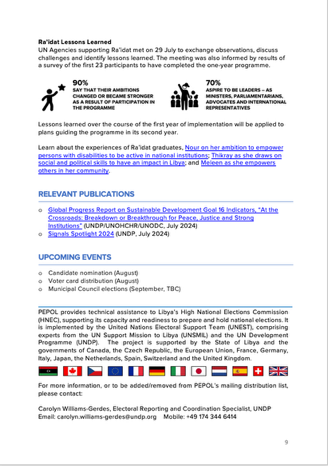 Ra'idat Lessons Learned
UN Agencies supporting Ra'idat met on 29 July to exchange observations, discuss
challenges and identify lessons learned. The meeting was also informed by results of
a survey of the first 23 participants to have completed the one-year programme.
90%
SAY THAT THEIR AMBITIONS
CHANGED OR BECAME STRONGER
AS A RESULT OF PARTICIPATION IN
THE PROGRAMME
70%
ASPIRE TO BE LEADERS – AS
MINISTERS, PARLIAMENTARIANS,
ADVOCATES AND INTERNATIONAL
REPRESENTATIVES
Lessons learned over the course of the first year of implementation will be applied to
plans guiding the programme in its second year.
Learn about the experiences of Ra'idat graduates, Nour on her ambition to empower
persons with disabilities to be active in national institutions; Thikray as she draws on
social and political skills to have an impact in Libya; and Meleen as she empowers
others in her community.
RELEVANT PUBLICATIONS
o Global Progress Report on Sustainable Development Goal 16 Indicators, "At the
Crossroads: Breakdown or Breakthrough for Peace, Justice and Strong
Institutions" (UNDP/UNOHCHR/UNODC, July 2024)
o Signals Spotlight 2024 (UNDP, July 2024)
UPCOMING EVENTS
o Candidate nomination (August)
o Voter card distribution (August)
o Municipal Council elections (September, TBC)
PEPOL provides technical assistance to Libya's High National Elections Commission
(HNEC), supporting its capacity and readiness to prepare and hold national elections. It
is implemented by the United Nations Electoral Support Team (UNEST), comprising
experts from the UN Support Mission to Libya (UNSMIL) and the UN Development
Programme (UNDP). The project is supported by the State of Libya and the
governments of Canada, the Czech Republic, the European Union, France, Germany,
Italy, Japan, the Netherlands, Spain, Switzerland and the United Kingdom.
For more information, or to be added/removed from PEPOL's mailing distribution list,
please contact:
Carolyn Williams-Gerdes, Electoral Reporting and Coordination Specialist, UNDP
Email: carolyn.williams-gerdes@undp.org Mobile: +49 174 344 6414
9